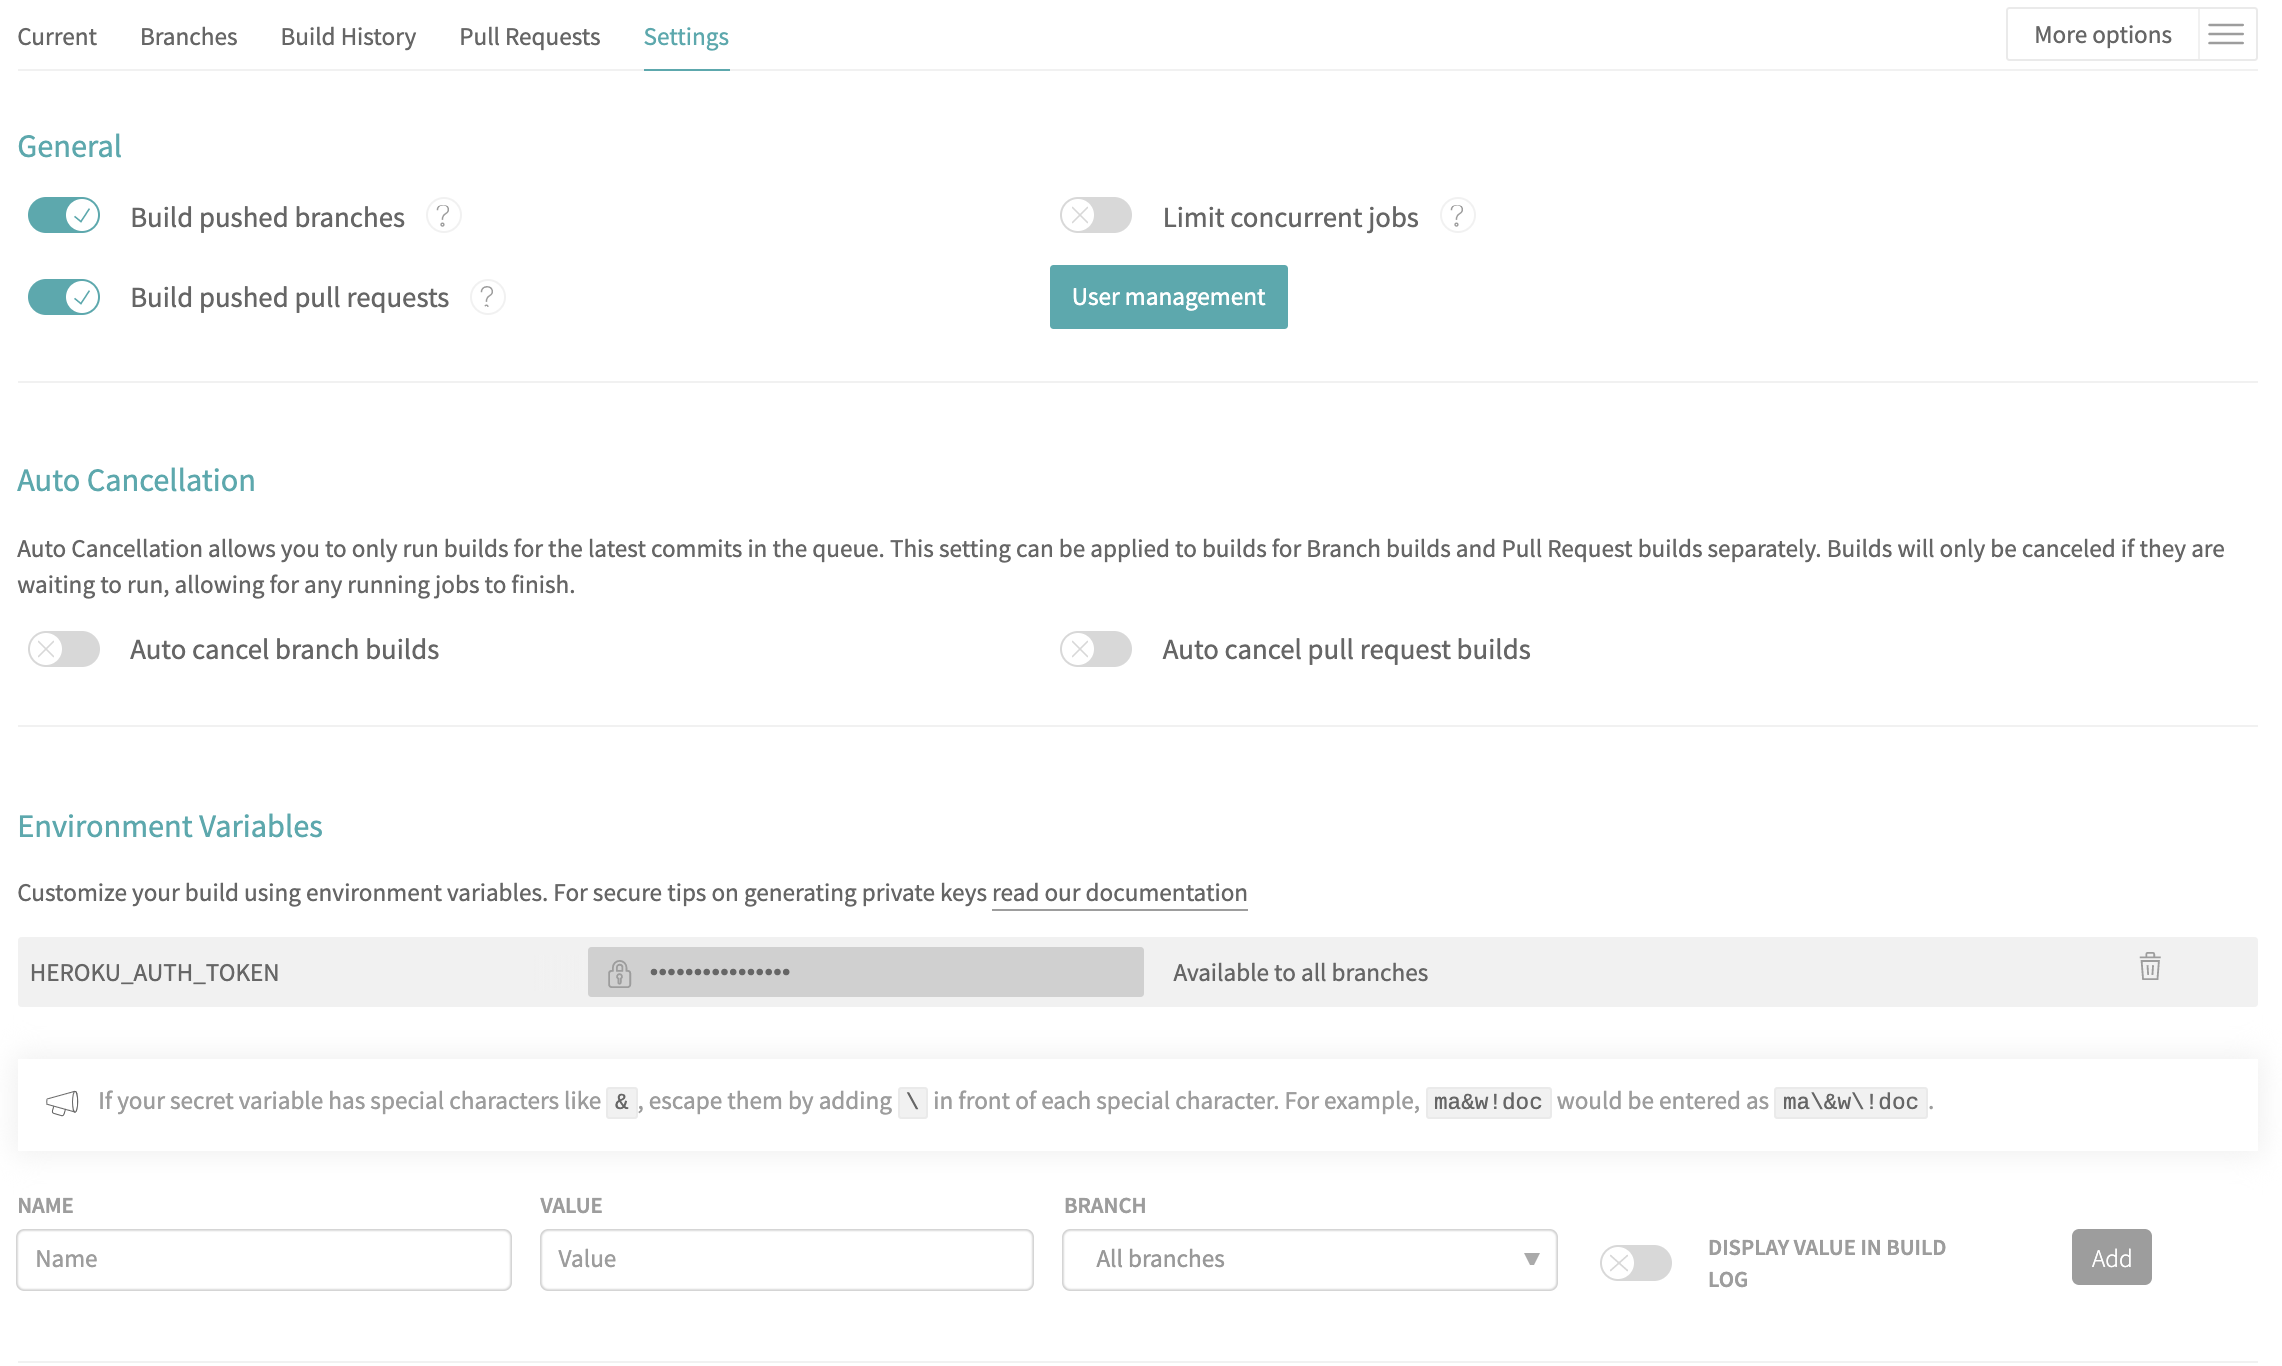 Current Branches Build History Pull Requests Settings More options
General
Build pushed branches ? Limit concurrent jobs ?
Build pushed pull requests ? User management
Auto Cancellation
Auto Cancellation allows you to only run builds for the latest commits in the queue. This setting can be applied to builds for Branch builds and Pull Request builds separately. Builds will only be canceled if they are
waiting to run, allowing for any running jobs to finish.
Auto cancel branch builds Auto cancel pull request builds
Environment Variables
Customize your build using environment variables. For secure tips on generating private keys read our documentation
HEROKU_AUTH_TOKEN •••••••••••••••• Available to all branches
If your secret variable has special characters like &, escape them by adding \ in front of each special character. For example, ma&w!doc would be entered as ma\&w\!doc.
NAME VALUE BRANCH
Name Value All branches DISPLAY VALUE IN BUILD Add
LOG